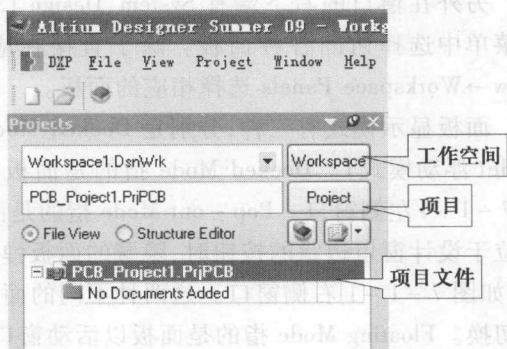 Altium Designer Summer 09 - Works
DXP File View Project Window Help
Projects
Workspace1.DsnWrk Workspace 工作空间
PCB_Project1.PrjPCB Project 项目
File View Structure Editor
PCB_Project1.PrjPCB 项目文件
No Documents Added